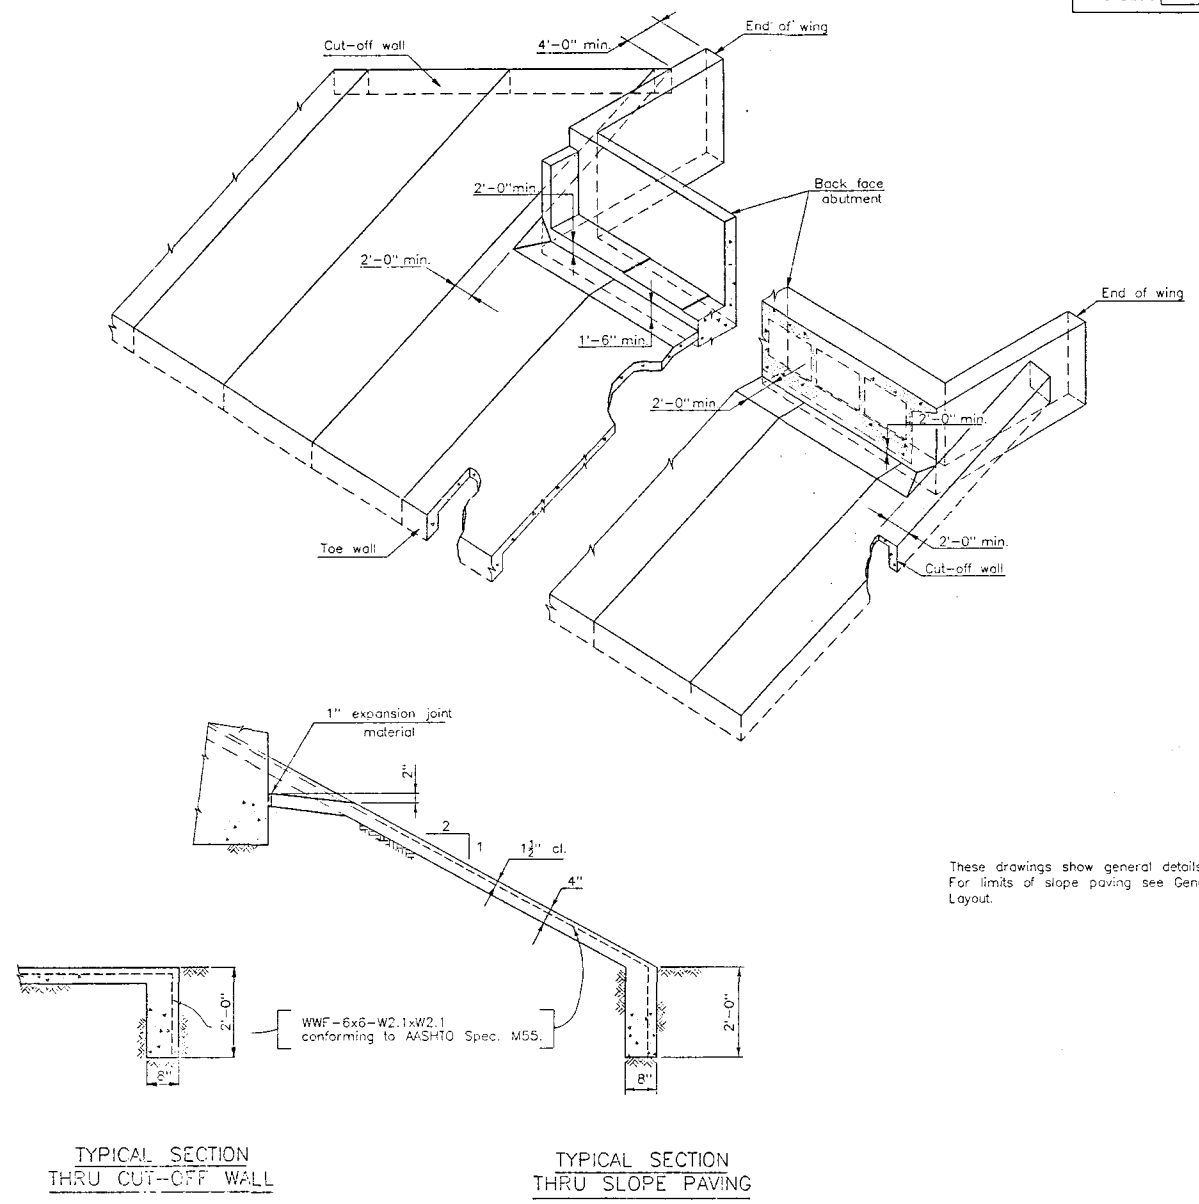 End of wing
4'-0" min.
Cut-off wall
2'-0" min.
Back face
abutment
2'-0" min.
End of wing
1'-6" min.
2'-0" min.
2'-0" min.
Toe wall
2'-0" min.
Cut-off wall
1" expansion joint
material
2"
2
1
1½" cl.
4"
These drawings show general details
For limits of slope paving see Gen
Layout.
2'-0"
WWF-6x6-W2.1xW2.1
conforming to AASHTO Spec. M55.
2'-0"
8"
8"
TYPICAL SECTION
THRU CUT-OFF WALL
TYPICAL SECTION
THRU SLOPE PAVING